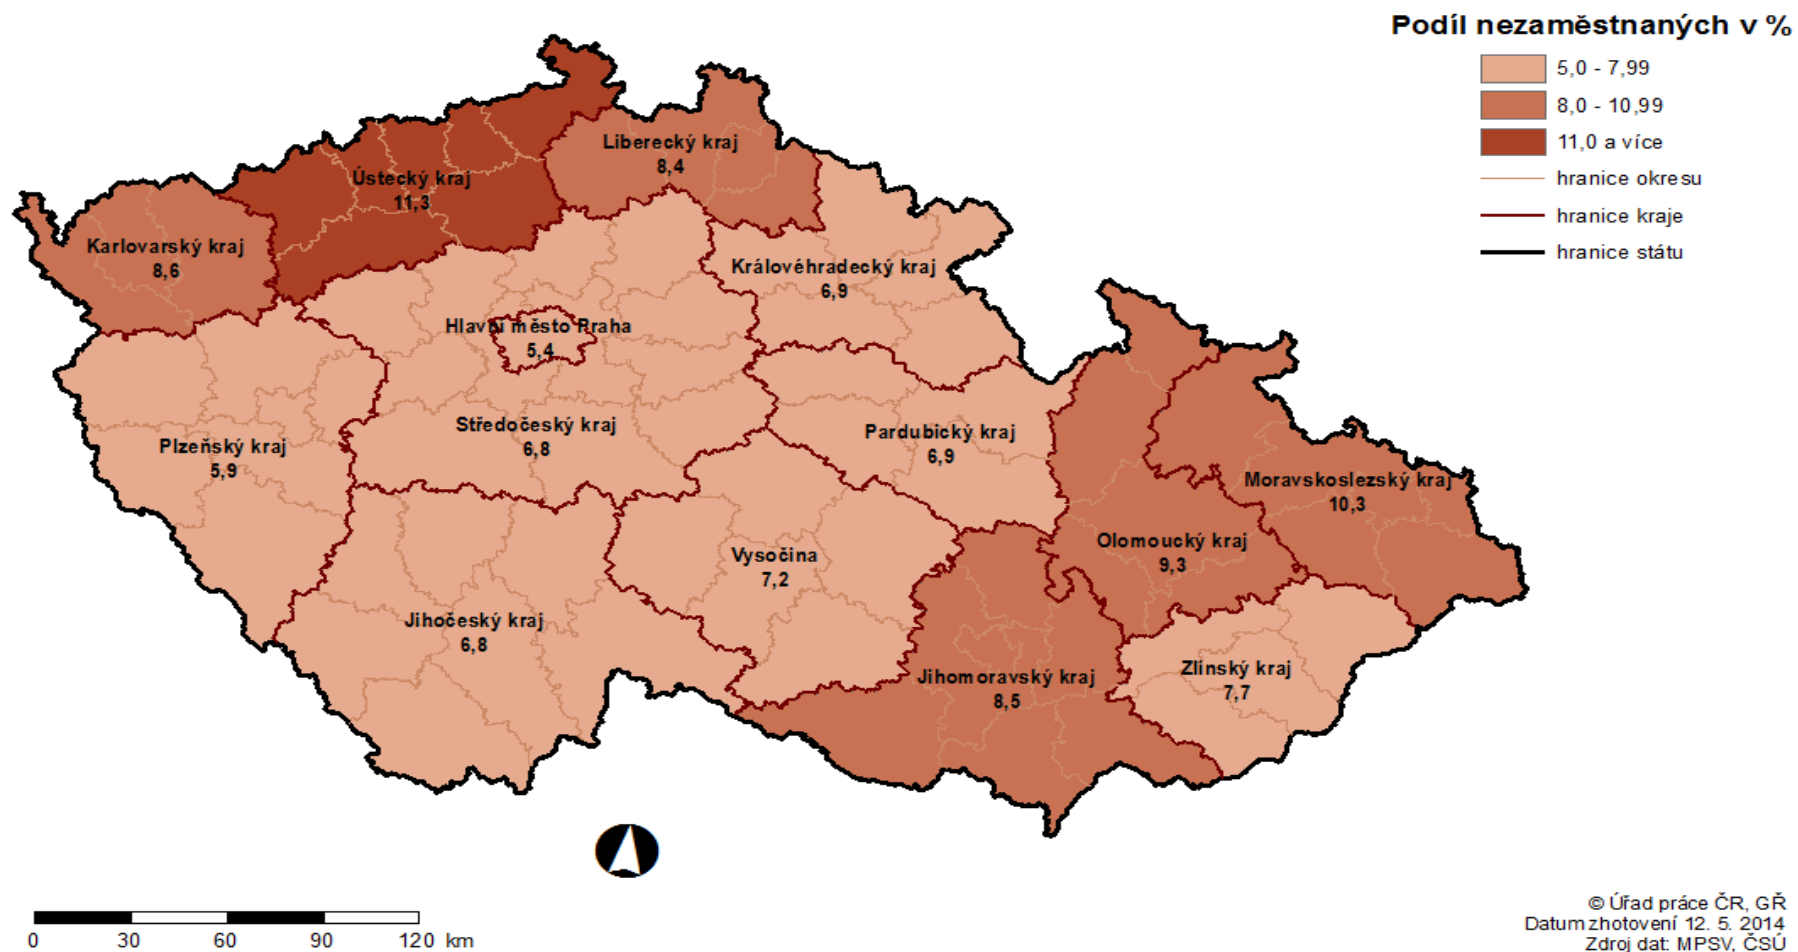 Podíl nezaměstnaných v %
5,0 - 7,99
8,0 - 10,99
11,0 a více
hranice okresu
hranice kraje
hranice státu
Liberecký kraj
8,4
Ústecký kraj
11,3
Karlovarský kraj
8,6
Královéhradecký kraj
6,9
Hlavní město Praha
5,4
Středočeský kraj
6,8
Pardubický kraj
6,9
Plzeňský kraj
5,9
Moravskoslezský kraj
10,3
Olomoucký kraj
9,3
Vysočina
7,2
Jihočeský kraj
6,8
Zlínský kraj
7,7
Jihomoravský kraj
8,5
0 30 60 90 120 km
© Úřad práce ČR, GŘ
Datum zhotovení 12. 5. 2014
Zdroj dat: MPSV, ČSÚ